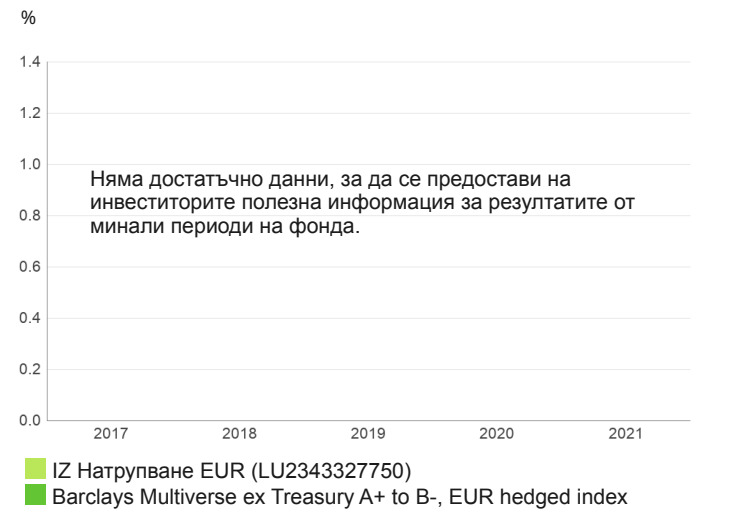 %
1.4
1.2
1.0
Няма достатъчно данни, за да се предостави на
инвеститорите полезна информация за резултатите от
0.8
минали периоди на фонда.
0.6
0.4
0.2
0.0
2017 2018 2019 2020 2021
IZ Натрупване EUR (LU2343327750)
Barclays Multiverse ex Treasury A+ to B-, EUR hedged index